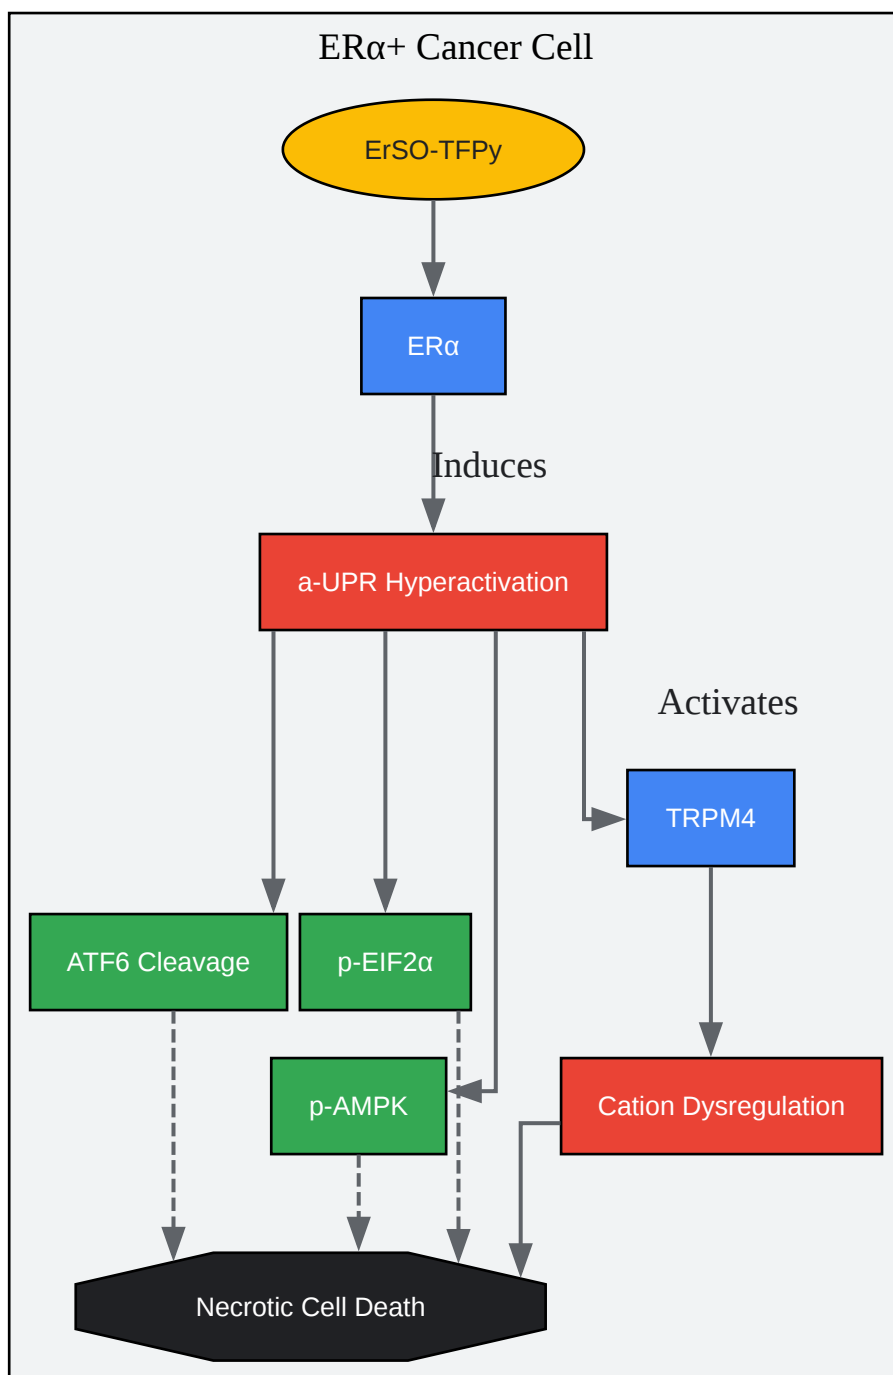 ERα+ Cancer Cell
ErSO-TFPy
ERα
Induces
a-UPR Hyperactivation
Activates
TRPM4
ATF6 Cleavage
p-EIF2α
p-AMPK
Cation Dysregulation
Necrotic Cell Death